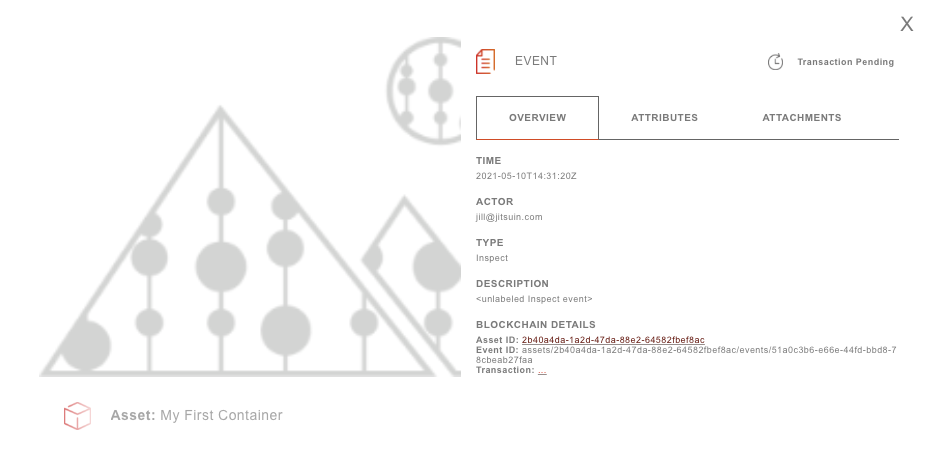 X
EVENT
Transaction Pending
OVERVIEW ATTRIBUTES ATTACHMENTS
TIME
2021-05-10T14:31:20Z
ACTOR
jill@jitsuin.com
TYPE
Inspect
DESCRIPTION
<unlabeled Inspect event>
BLOCKCHAIN DETAILS
Asset ID: 2b40a4da-1a2d-47da-88e2-64582fbef8ac
Event ID: assets/2b40a4da-1a2d-47da-88e2-64582fbef8ac/events/51a0c3b6-e66e-44fd-bbd8-7
8cbeab27faa
Transaction: ...
Asset: My First Container